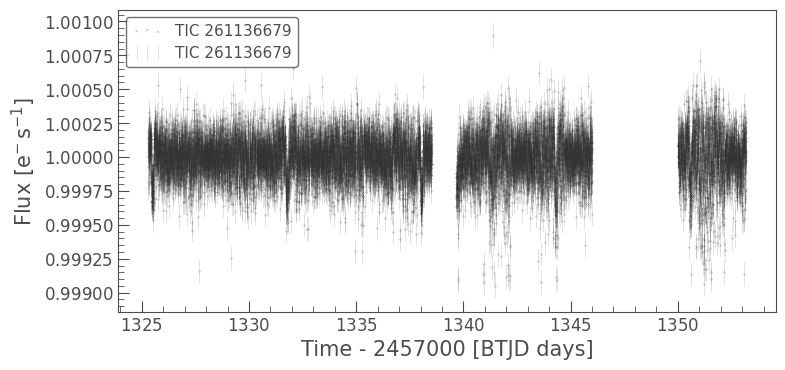 TIC 261136679
TIC 261136679
1.00100
1.00075
1.00050
1.00025
1.00000
0.99975
0.99950
0.99925
0.99900
Flux [e⁻ s⁻¹]
1325 1330 1335 1340 1345 1350
Time - 2457000 [BTJD days]